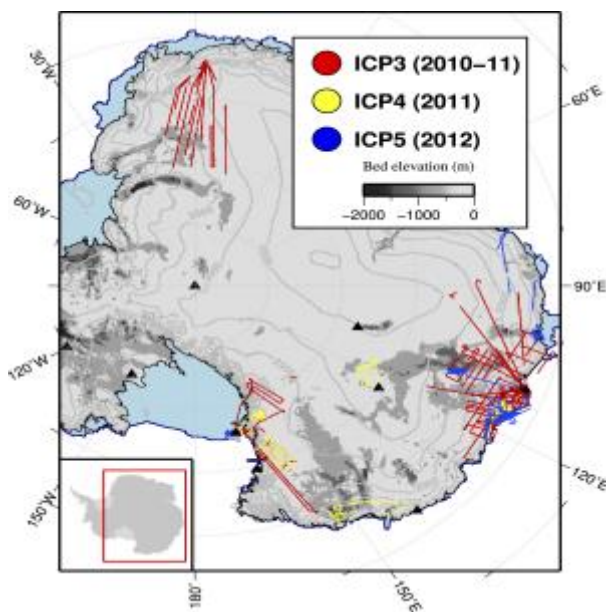 30°W
60°E
ICP3 (2010–11)
ICP4 (2011)
ICP5 (2012)
Bed elevation (m)
−2000 −1000 0
60°W
90°E
120°W
120°E
150°W
180°
150°E